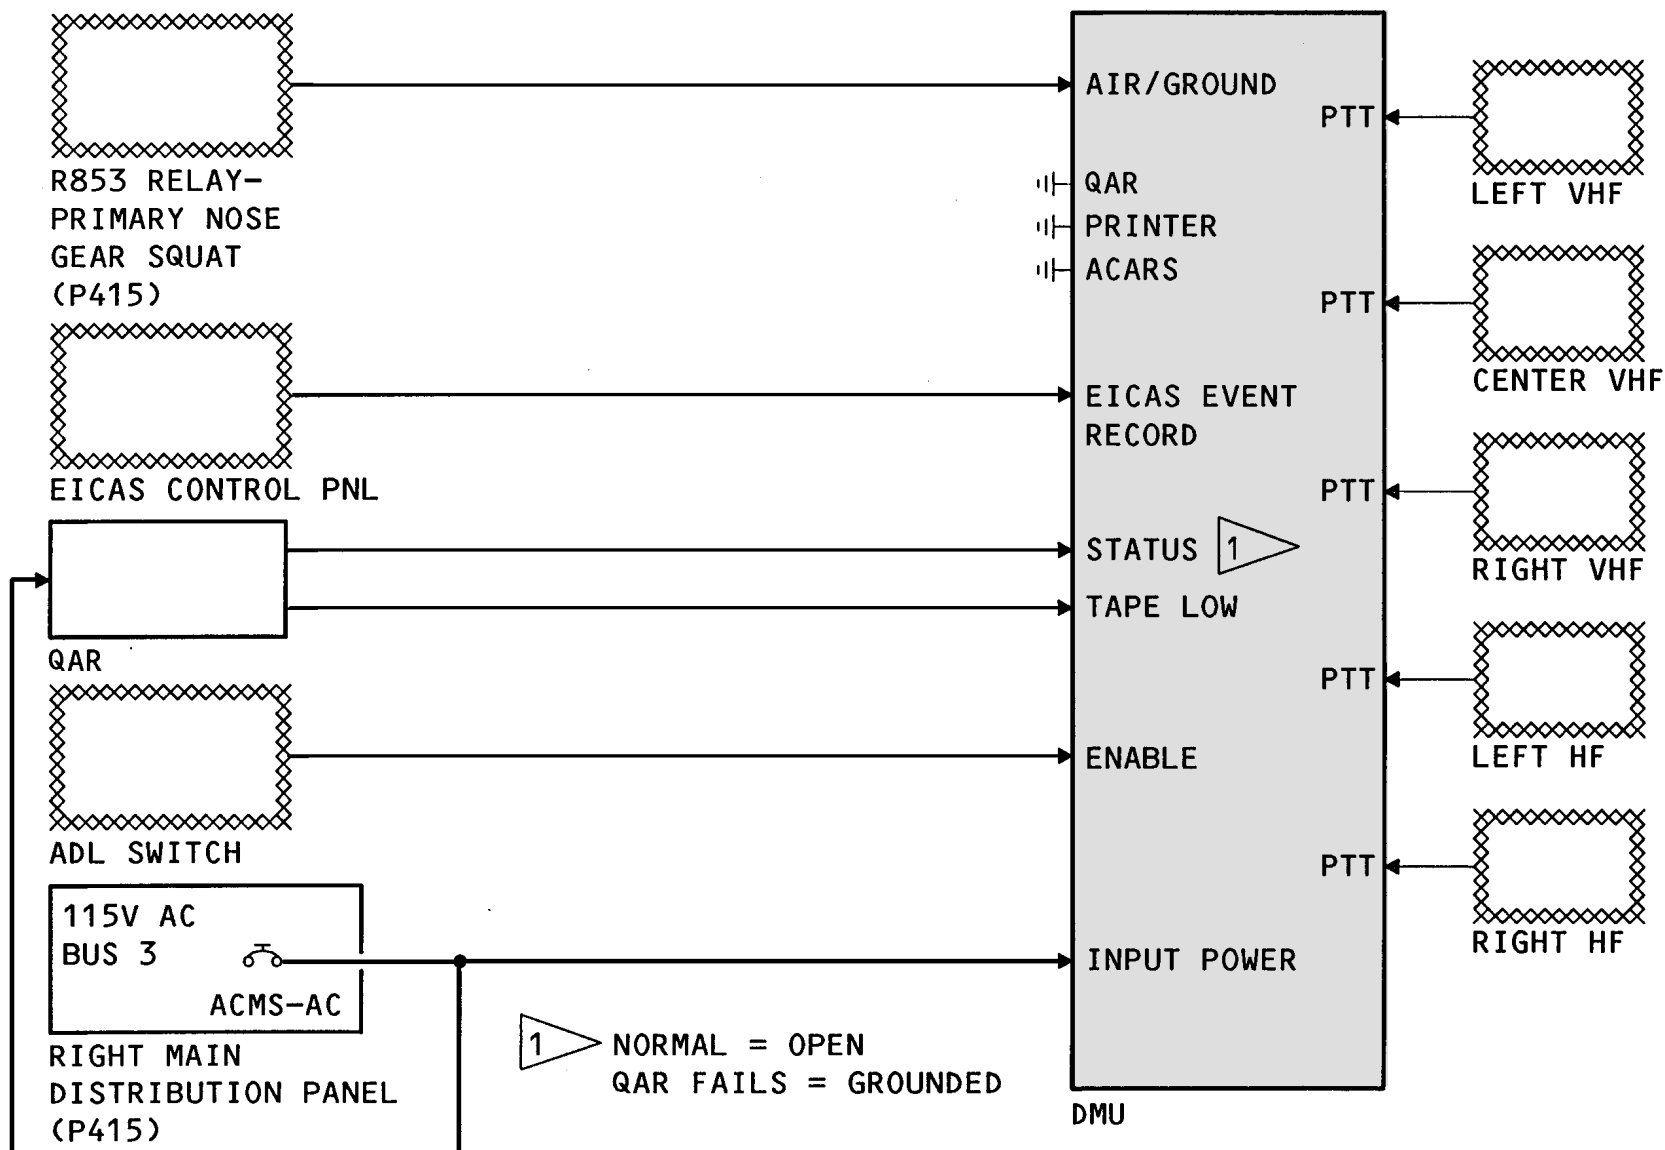 R853 RELAY-
PRIMARY NOSE
GEAR SQUAT
(P415)
EICAS CONTROL PNL
QAR
ADL SWITCH
115V AC
BUS 3
ACMS-AC
RIGHT MAIN
DISTRIBUTION PANEL
(P415)
1 NORMAL = OPEN
QAR FAILS = GROUNDED
AIR/GROUND
QAR
PRINTER
ACARS
EICAS EVENT
RECORD
STATUS 1
TAPE LOW
ENABLE
INPUT POWER
DMU
PTT
PTT
PTT
PTT
PTT
LEFT VHF
CENTER VHF
RIGHT VHF
LEFT HF
RIGHT HF